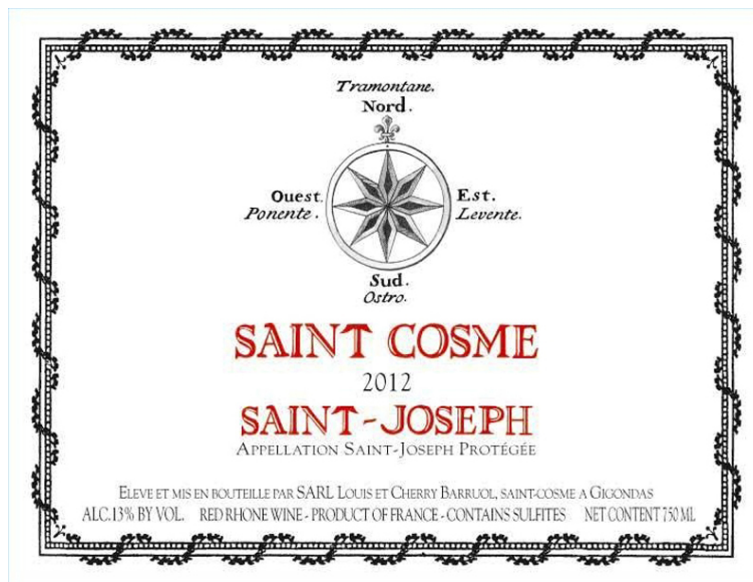 Tramontane.
Nord.
Ouest. Est.
Ponente. Levente.
Sud.
Ostro.
SAINT COSME
2012
SAINT-JOSEPH
APPELLATION SAINT-JOSEPH PROTÉGÉE
ELEVE ET MIS EN BOUTEILLE PAR SARL LOUIS ET CHERRY BARRUOL, SAINT-COSME A GIGONDAS
ALC.13% BY VOL. RED RHONE WINE - PRODUCT OF FRANCE - CONTAINS SULFITES NET CONTENT 750 ML